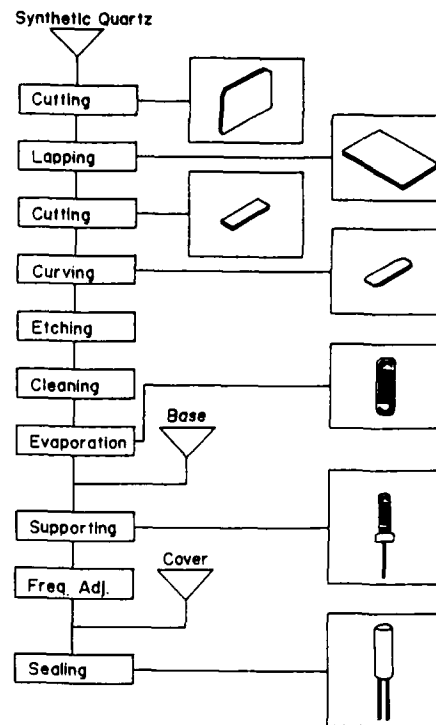 Synthetic Quartz
Cutting
Lapping
Cutting
Curving
Etching
Cleaning
Evaporation
Base
Supporting
Cover
Freq. Adj.
Sealing